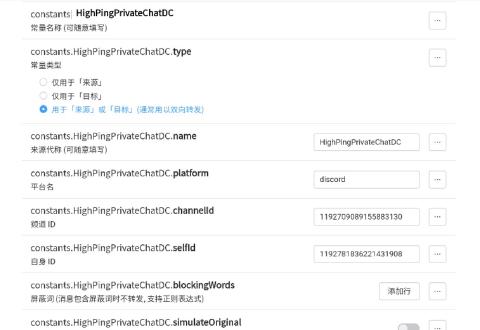 constants| HighPingPrivateChatDC
常量名称 (可随意填写)
...
constants.HighPingPrivateChatDC.type
常量类型
...
仅用于「来源」
仅用于「目标」
用于「来源」或「目标」(通常用以双向转发)
constants.HighPingPrivateChatDC.name
来源代称 (可随意填写)
HighPingPrivateChatDC
...
constants.HighPingPrivateChatDC.platform
平台名
discord
...
constants.HighPingPrivateChatDC.channelId
频道 ID
1192709089155883130
...
constants.HighPingPrivateChatDC.selfId
自身 ID
1192781836221431908
...
constants.HighPingPrivateChatDC.blockingWords
屏蔽词 (消息包含屏蔽词时不转发, 支持正则表达式)
添加行
...
constants.HighPingPrivateChatDC.simulateOriginal
...